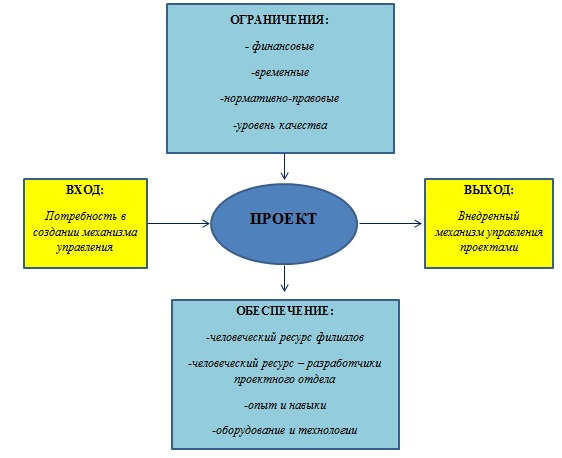 ОГРАНИЧЕНИЯ:
- финансовые
-временные
-нормативно-правовые
-уровень качества
ВХОД:
Потребность в
создании механизма
управления
ПРОЕКТ
ВЫХОД:
Внедренный
механизм управления
проектами
ОБЕСПЕЧЕНИЕ:
-человеческий ресурс филиалов
-человеческий ресурс – разработчики
проектного отдела
-опыт и навыки
-оборудование и технологии